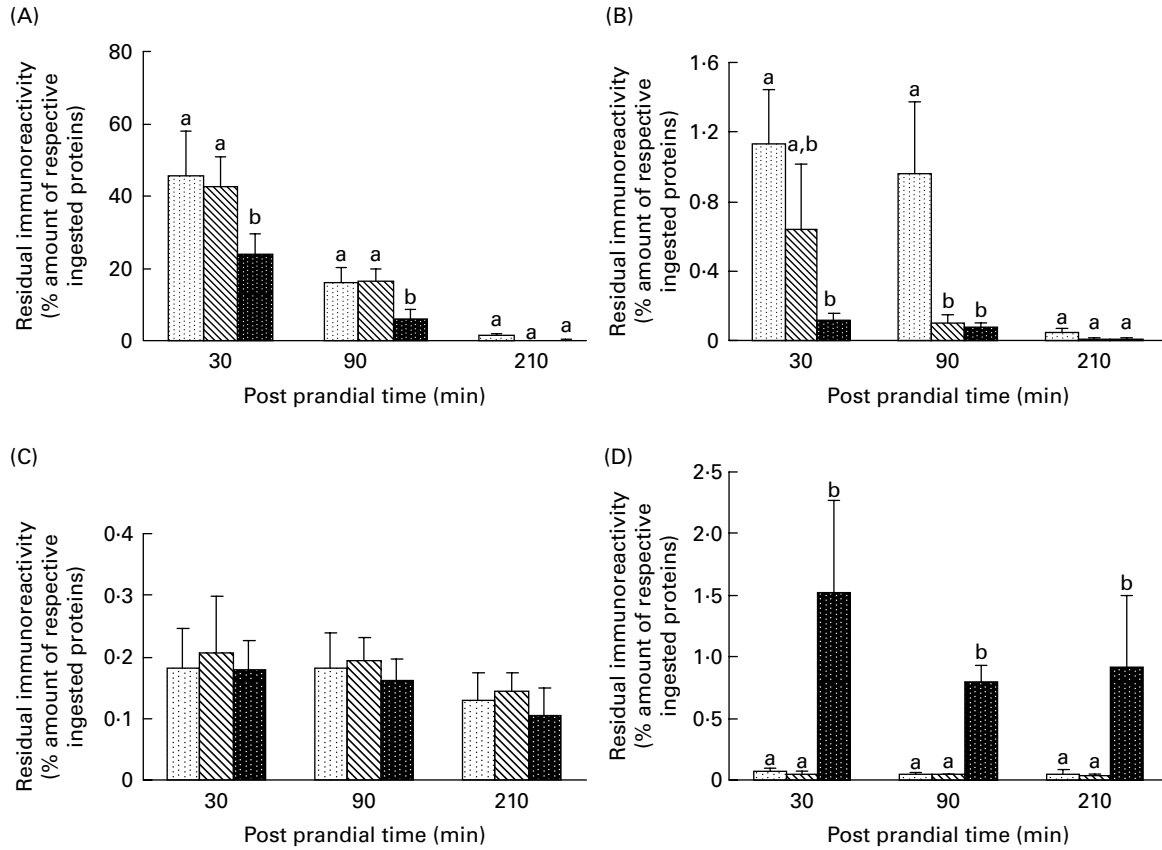 (A)
Residual immunoreactivity
(% amount of respective
ingested proteins)
80
60
40
20
0
a
a
b
a
a
b
a
a
a
30
90
210
Post prandial time (min)
(B)
Residual immunoreactivity
(% amount of respective
ingested proteins)
1·6
1·2
0·8
0·4
0
a
a,b
b
a
b
b
a
a
a
30
90
210
Post prandial time (min)
(C)
Residual immunoreactivity
(% amount of respective
ingested proteins)
0·4
0·3
0·2
0·1
0
30
90
210
Post prandial time (min)
(D)
Residual immunoreactivity
(% amount of respective
ingested proteins)
2·5
2·0
1·5
1·0
0·5
0
a
a
b
a
a
b
a
a
b
30
90
210
Post prandial time (min)